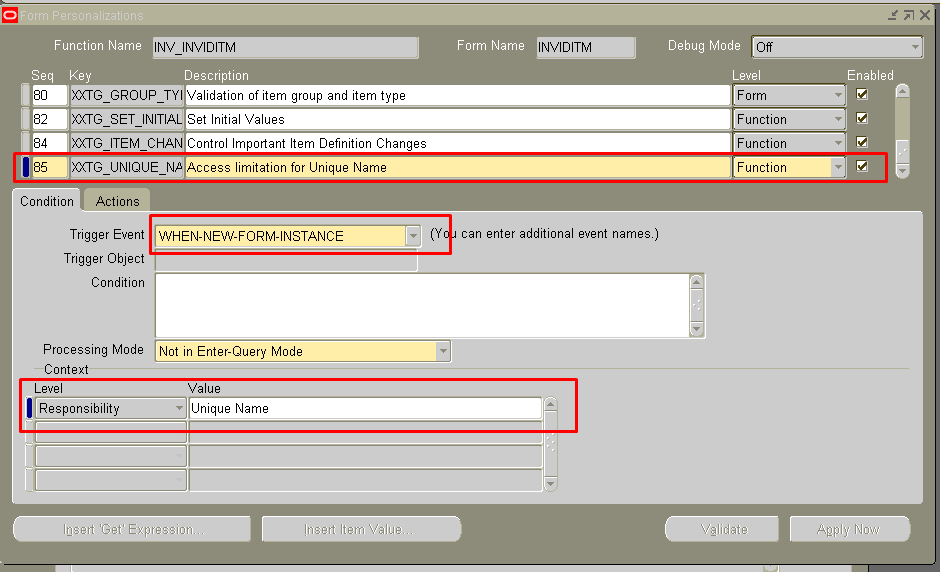 Form Personalizations
Function Name INV_INVIDITM Form Name INVIDITM Debug Mode Off
Seq Key Description Level Enabled
80 XXTG_GROUP_TYI Validation of item group and item type Form
82 XXTG_SET_INITIAL Set Initial Values Function
84 XXTG_ITEM_CHAN Control Important Item Definition Changes Function
85 XXTG_UNIQUE_NA Access limitation for Unique Name Function
Condition Actions
Trigger Event WHEN-NEW-FORM-INSTANCE (You can enter additional event names.)
Trigger Object
Condition
Processing Mode Not in Enter-Query Mode
Context
Level Value
Responsibility Unique Name
Insert 'Get' Expression... Insert Item Value... Validate Apply Now